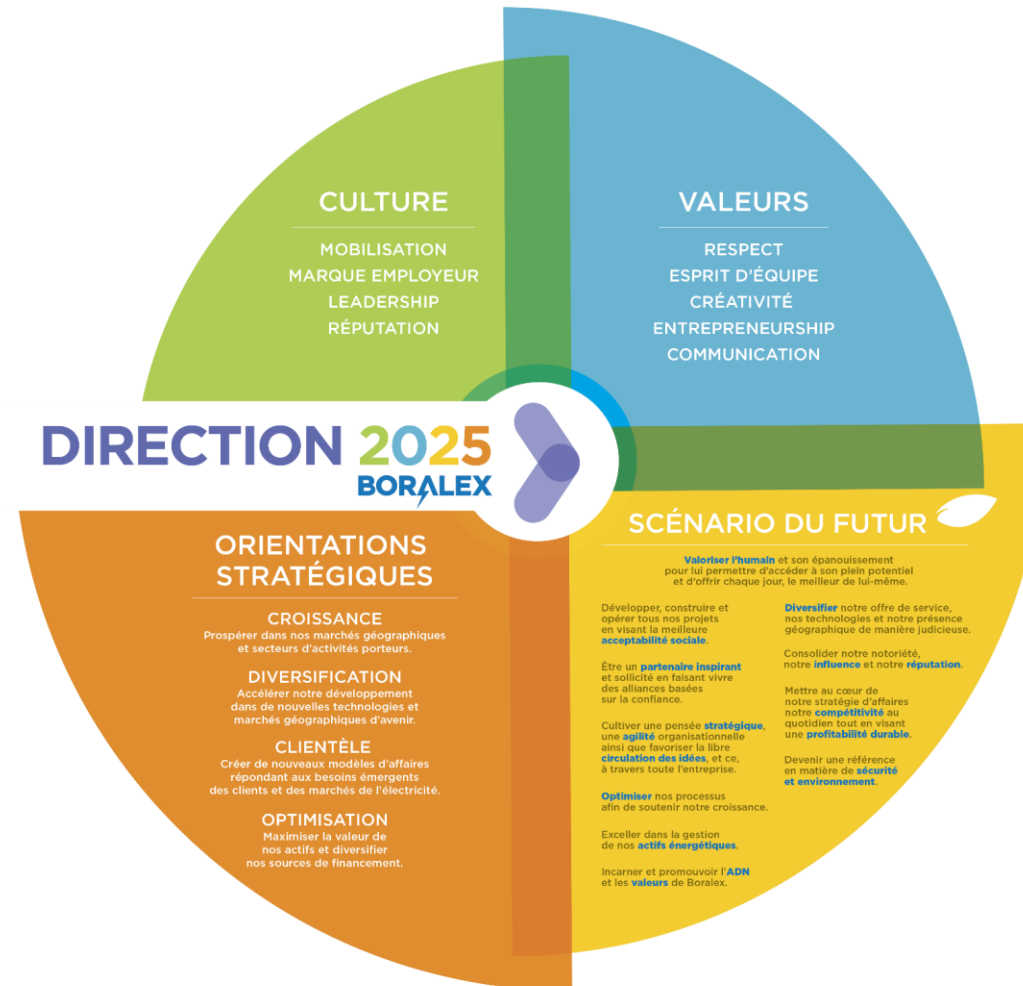 CULTURE
MOBILISATION
MARQUE EMPLOYEUR
LEADERSHIP
RÉPUTATION
VALEURS
RESPECT
ESPRIT D'ÉQUIPE
CRÉATIVITÉ
ENTREPRENEURSHIP
COMMUNICATION
DIRECTION 2025
BORALEX
ORIENTATIONS
STRATÉGIQUES
CROISSANCE
Prospérer dans nos marchés géographiques
et secteurs d'activités porteurs.
DIVERSIFICATION
Accélérer notre développement
dans de nouvelles technologies et
marchés géographiques d'avenir.
CLIENTÈLE
Créer de nouveaux modèles d'affaires
répondant aux besoins émergents
des clients et des marchés de l'électricité.
OPTIMISATION
Maximiser la valeur de
nos actifs et diversifier
nos sources de financement.
SCÉNARIO DU FUTUR
Valoriser l'humain et son épanouissement
pour lui permettre d'accéder à son plein potentiel
et d'offrir chaque jour, le meilleur de lui-même.
Développer, construire et
opérer tous nos projets
en visant la meilleure
acceptabilité sociale.
Être un partenaire inspirant
et sollicité en faisant vivre
des alliances basées
sur la confiance.
Cultiver une pensée stratégique,
une agilité organisationnelle
ainsi que favoriser la libre
circulation des idées, et ce,
à travers toute l'entreprise.
Optimiser nos processus
afin de soutenir notre croissance.
Exceller dans la gestion
de nos actifs énergétiques.
Incarner et promouvoir l'ADN
et les valeurs de Boralex.
Diversifier notre offre de service,
nos technologies et notre présence
géographique de manière judicieuse.
Consolider notre notoriété,
notre influence et notre réputation.
Mettre au cœur de
notre stratégie d'affaires
notre compétitivité au
quotidien tout en visant
une profitabilité durable.
Devenir une référence
en matière de sécurité
et environnement.